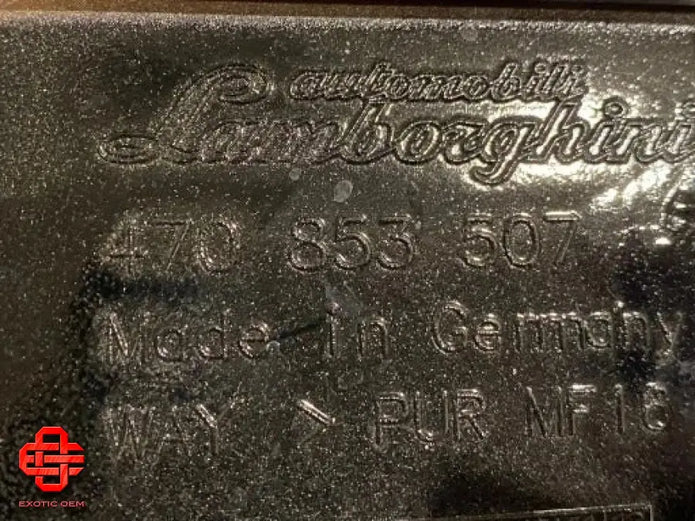 automobili
Lamborghini
470 853 507
Made in Germany
WAY > PUR MF18
EXOTIC OEM